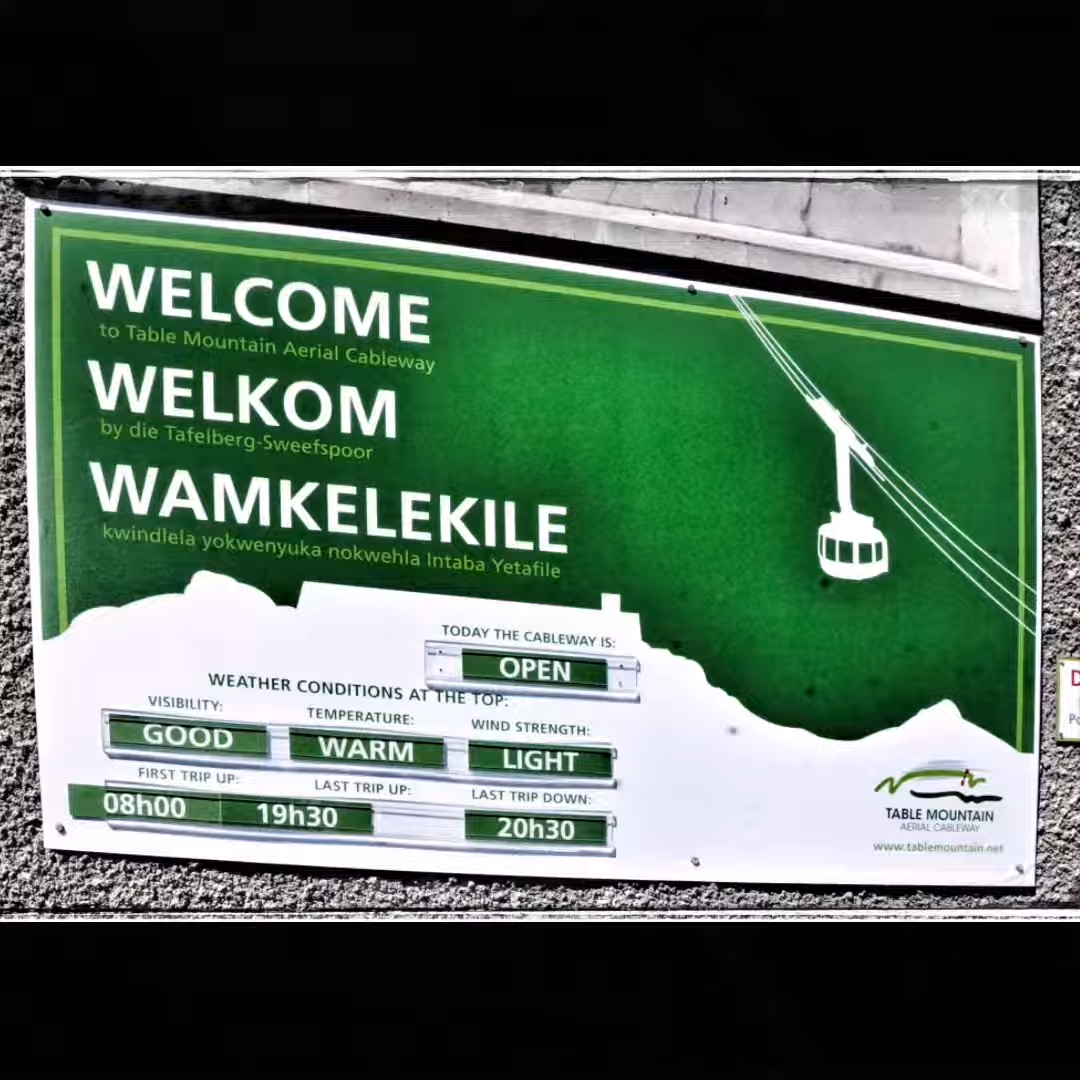 WELCOME
to Table Mountain Aerial Cableway
WELKOM
by die Tafelberg-Sweefspoor
WAMKELEKILE
kwindlela yokwenyuka nokwehla Intaba Yetafile
TODAY THE CABLEWAY IS:
OPEN
WEATHER CONDITIONS AT THE TOP:
VISIBILITY: TEMPERATURE: WIND STRENGTH:
GOOD WARM LIGHT
FIRST TRIP UP: LAST TRIP UP: LAST TRIP DOWN:
08h00 19h30 20h30
TABLE MOUNTAIN
AERIAL CABLEWAY
www.tablemountain.net